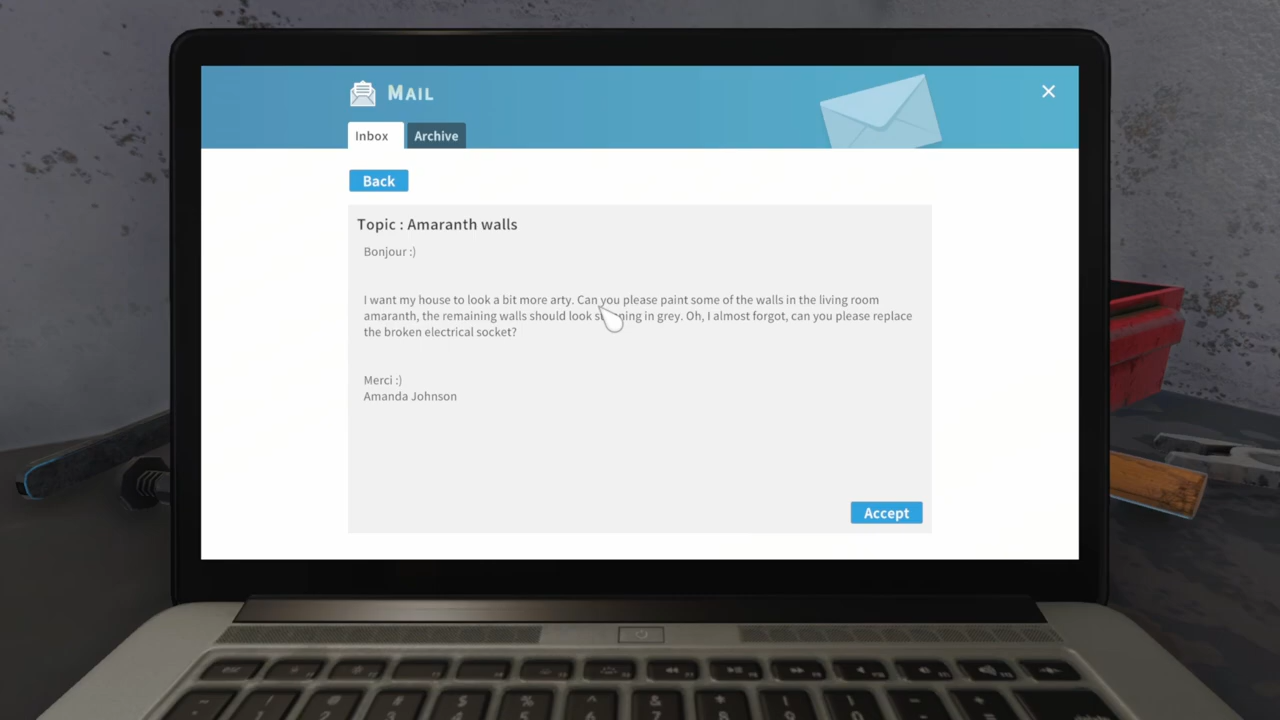 MAIL
Inbox
Archive
Back
Topic : Amaranth walls
Bonjour :)
I want my house to look a bit more arty. Can you please paint some of the walls in the living room
amaranth, the remaining walls should look in grey. Oh, I almost forgot, can you please replace
the broken electrical socket?
Merci :)
Amanda Johnson
Accept